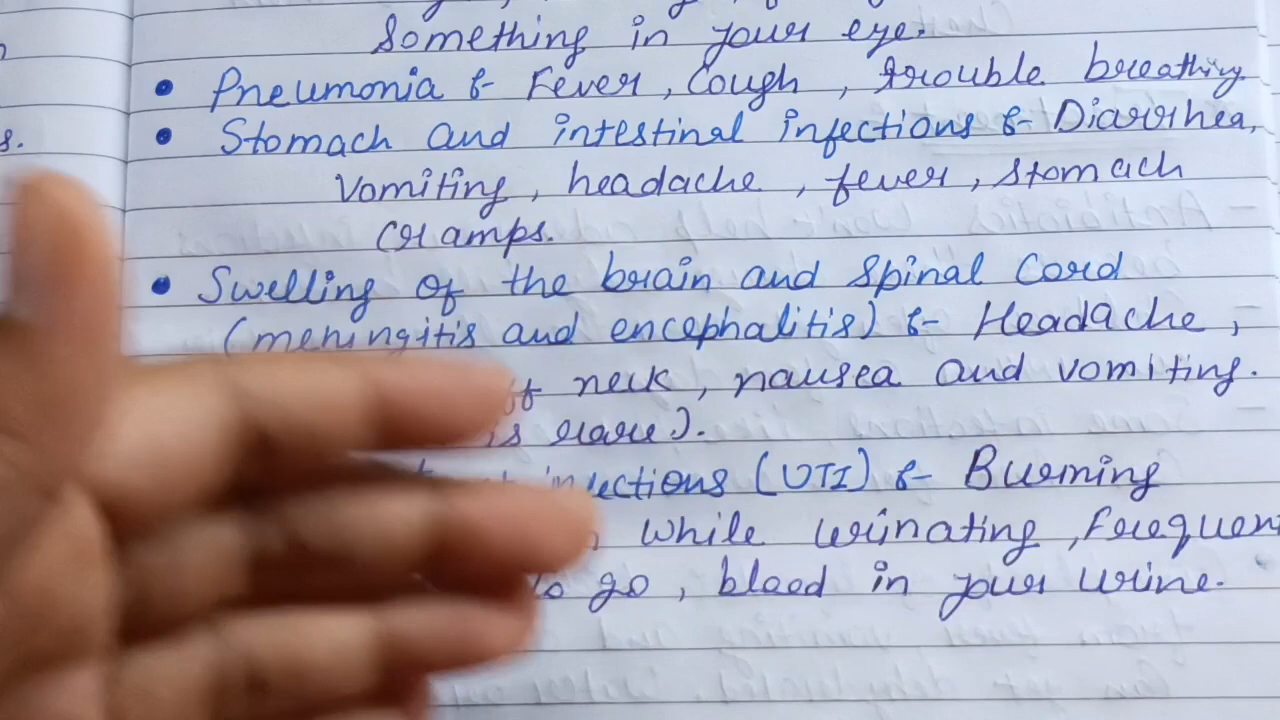 Something in your eye.
• Pneumonia :- Fever, Cough, trouble breathing
• Stomach and intestinal infections :- Diarrhea,
Vomiting, headache, fever, stomach
cramps.
• Swelling of the brain and spinal cord
(meningitis and encephalitis) :- Headache,
neck, nausea and vomiting.
is rare).
infections (UTI) :- Burning
while urinating, frequen
to go, blood in your urine.
s.